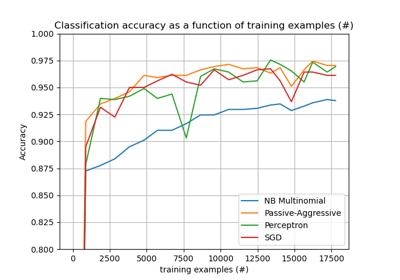 Classification accuracy as a function of training examples (#)
1.000
0.975
0.950
0.925
0.900
0.875
0.850
0.825
0.800
Accuracy
NB Multinomial
Passive-Aggressive
Perceptron
SGD
0 2500 5000 7500 10000 12500 15000 17500
training examples (#)